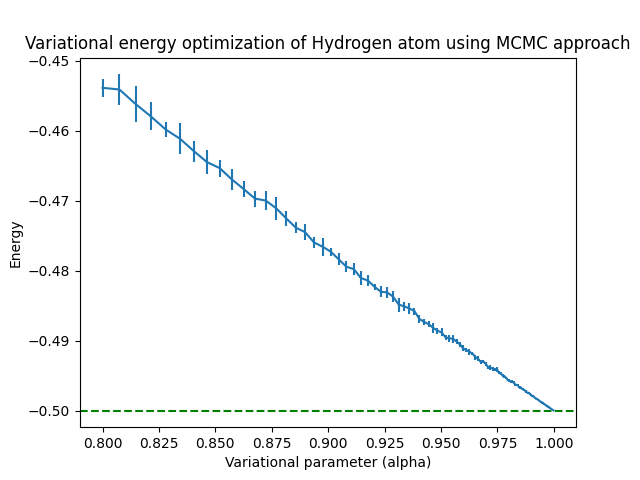 Variational energy optimization of Hydrogen atom using MCMC approach
−0.45
−0.46
−0.47
−0.48
−0.49
−0.50
Energy
0.800 0.825 0.850 0.875 0.900 0.925 0.950 0.975 1.000
Variational parameter (alpha)